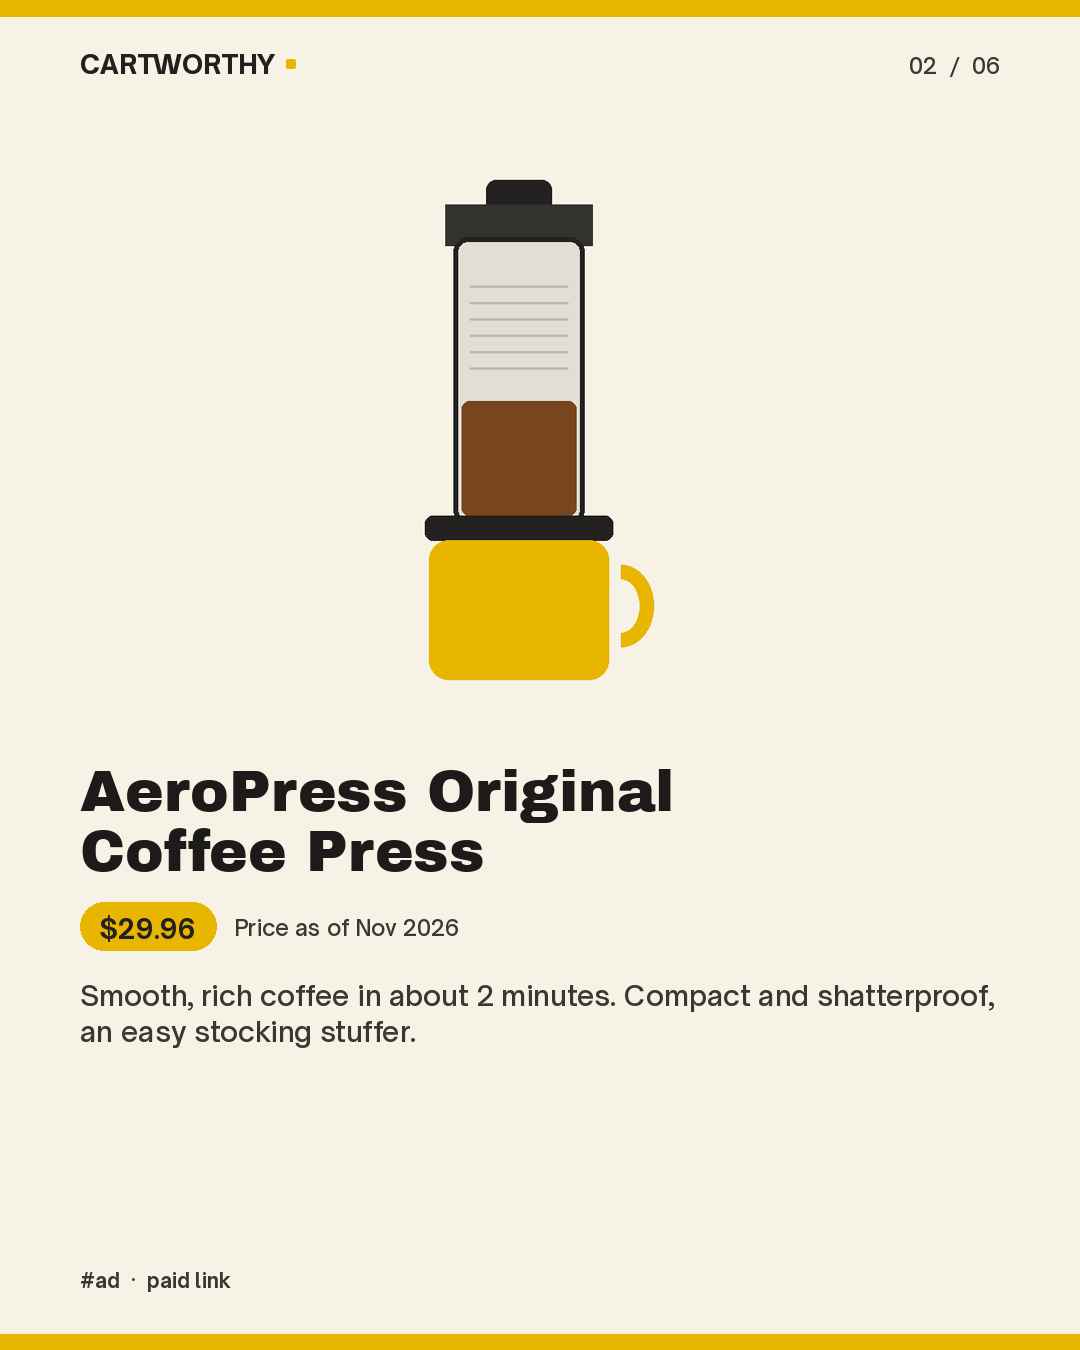 CARTWORTHY
02 / 06
AeroPress Original
Coffee Press
$29.96 Price as of Nov 2026
Smooth, rich coffee in about 2 minutes. Compact and shatterproof,
an easy stocking stuffer.
#ad · paid link